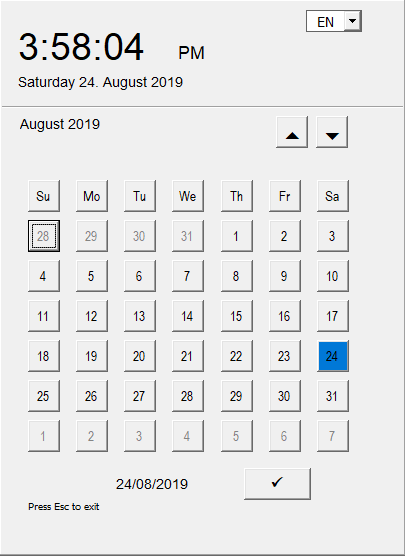 EN
3:58:04 PM
Saturday 24. August 2019
August 2019
Su Mo Tu We Th Fr Sa
28 29 30 31 1 2 3
4 5 6 7 8 9 10
11 12 13 14 15 16 17
18 19 20 21 22 23 24
25 26 27 28 29 30 31
1 2 3 4 5 6 7
24/08/2019
Press Esc to exit